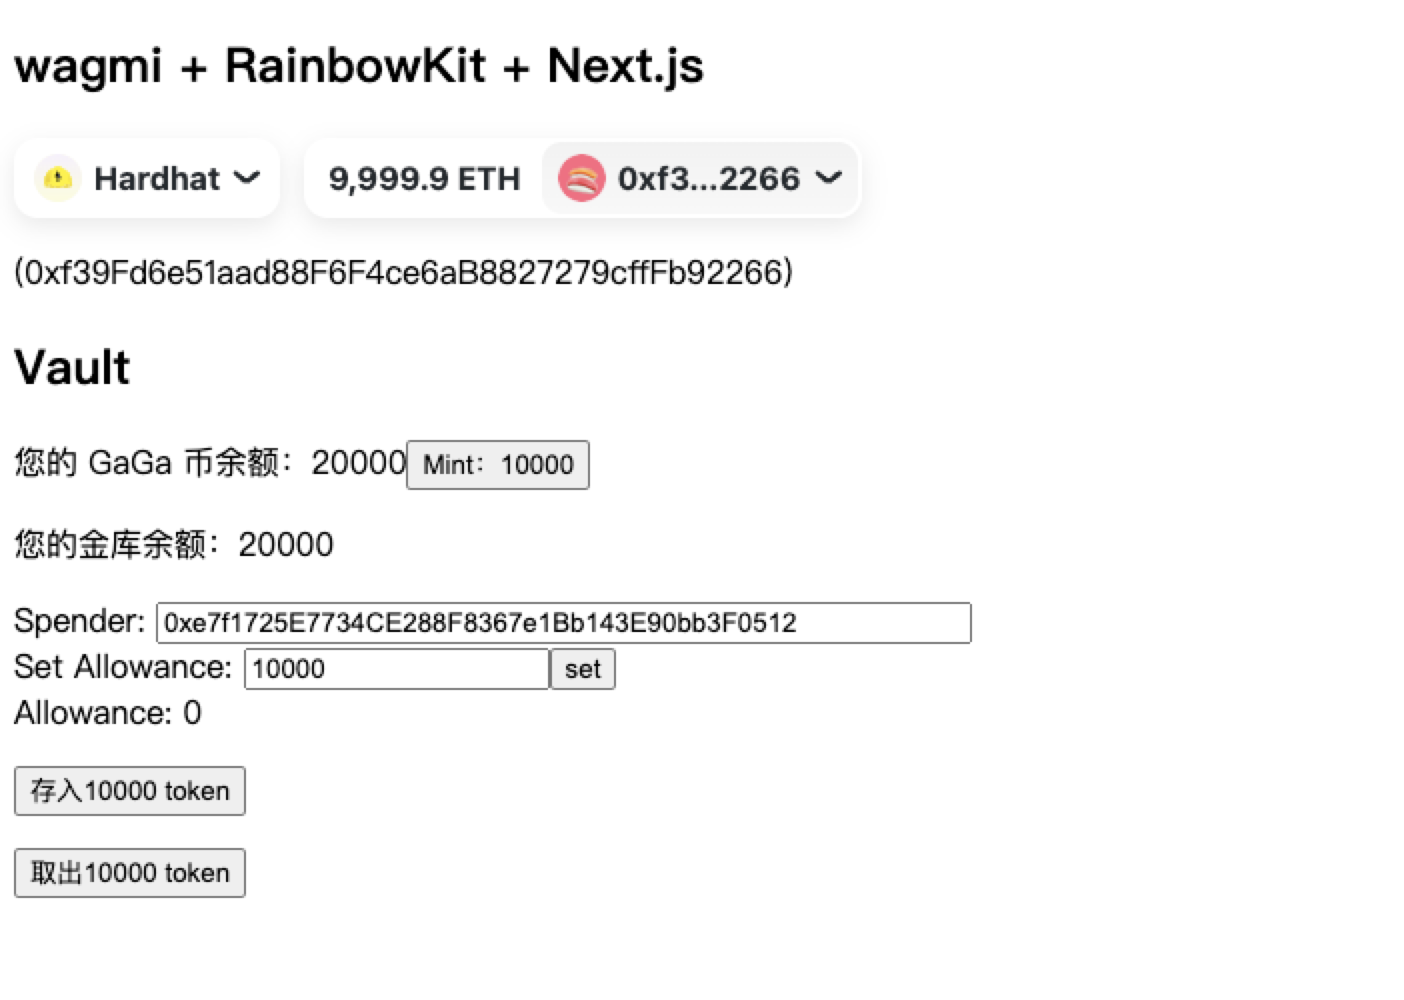 wagmi + RainbowKit + Next.js
Hardhat 9,999.9 ETH 0xf3...2266
(0xf39Fd6e51aad88F6F4ce6aB8827279cffFb92266)
Vault
您的 GaGa 币余额：20000 Mint：10000
您的金库余额：20000
Spender: 0xe7f1725E7734CE288F8367e1Bb143E90bb3F0512
Set Allowance: 10000 set
Allowance: 0
存入10000 token
取出10000 token